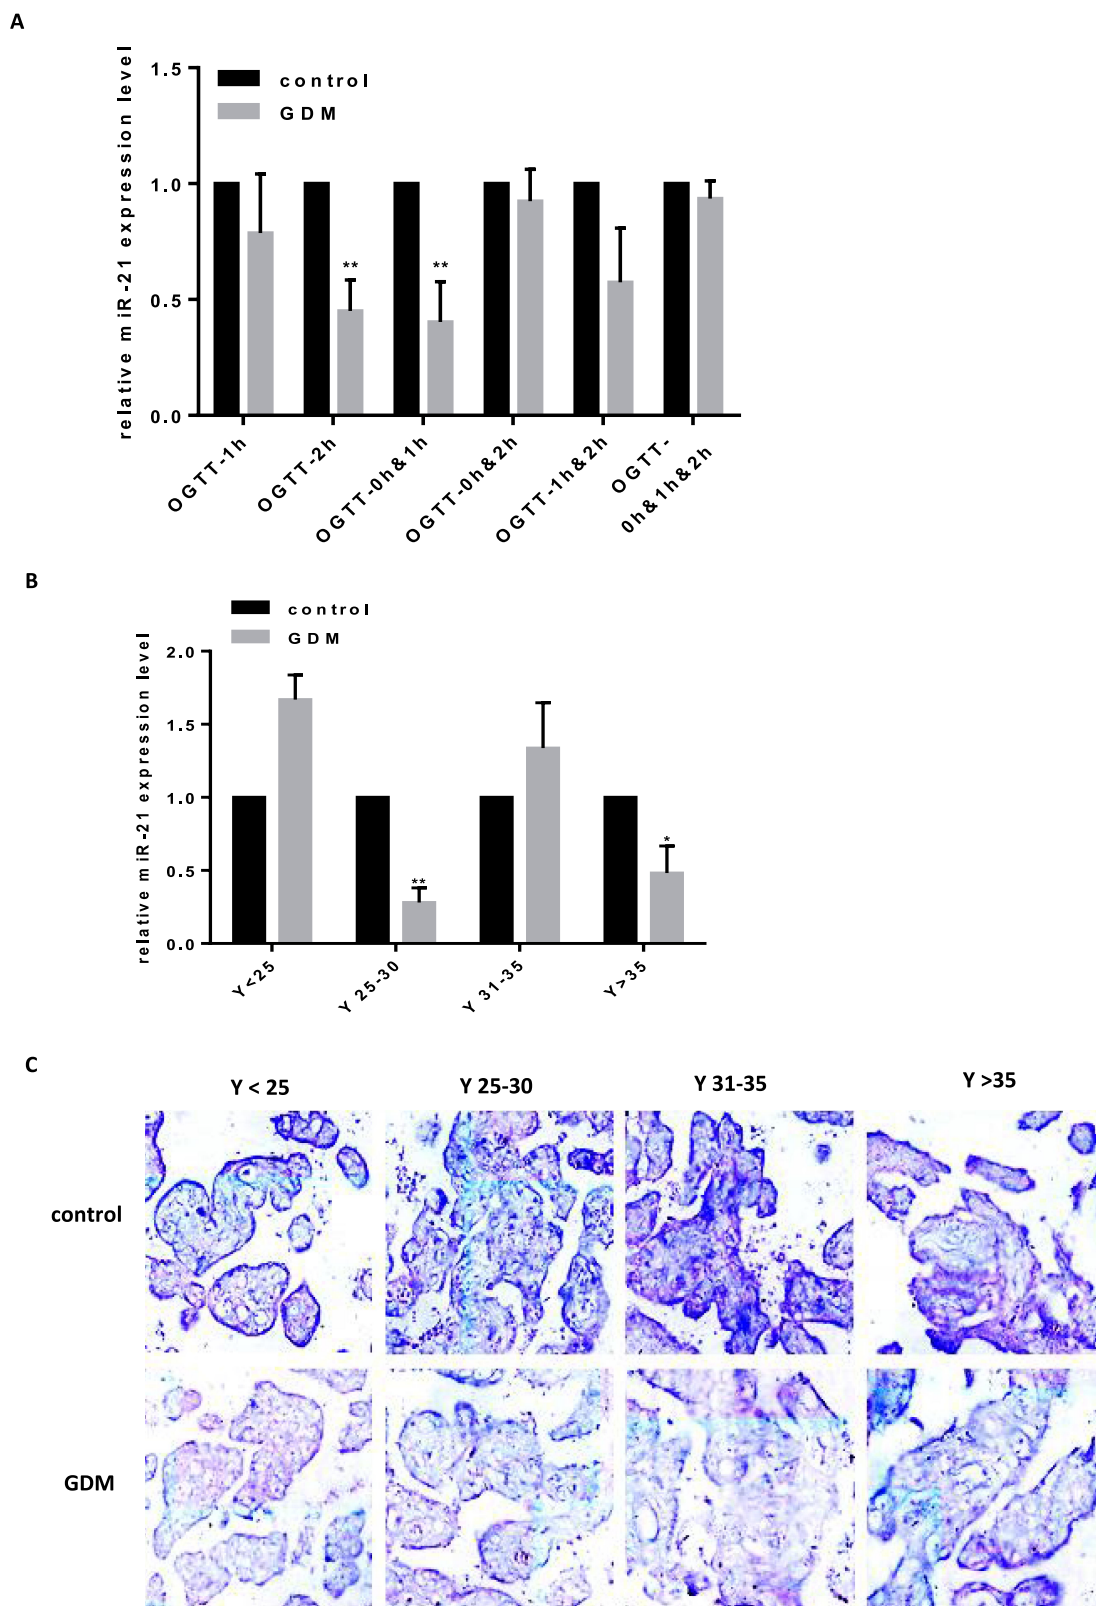 A
relative miR-21 expression level
1.5
1.0
0.5
0.0
control
GDM
**
**
OGTT-1h
OGTT-2h
OGTT-0h&1h
OGTT-0h&2h
OGTT-1h&2h
OGTT-
0h&1h&2h
B
control
GDM
relative miR-21 expression level
2.0
1.5
1.0
0.5
0.0
**
*
Y<25
Y 25-30
Y 31-35
Y>35
C
Y < 25
Y 25-30
Y 31-35
Y >35
control
GDM